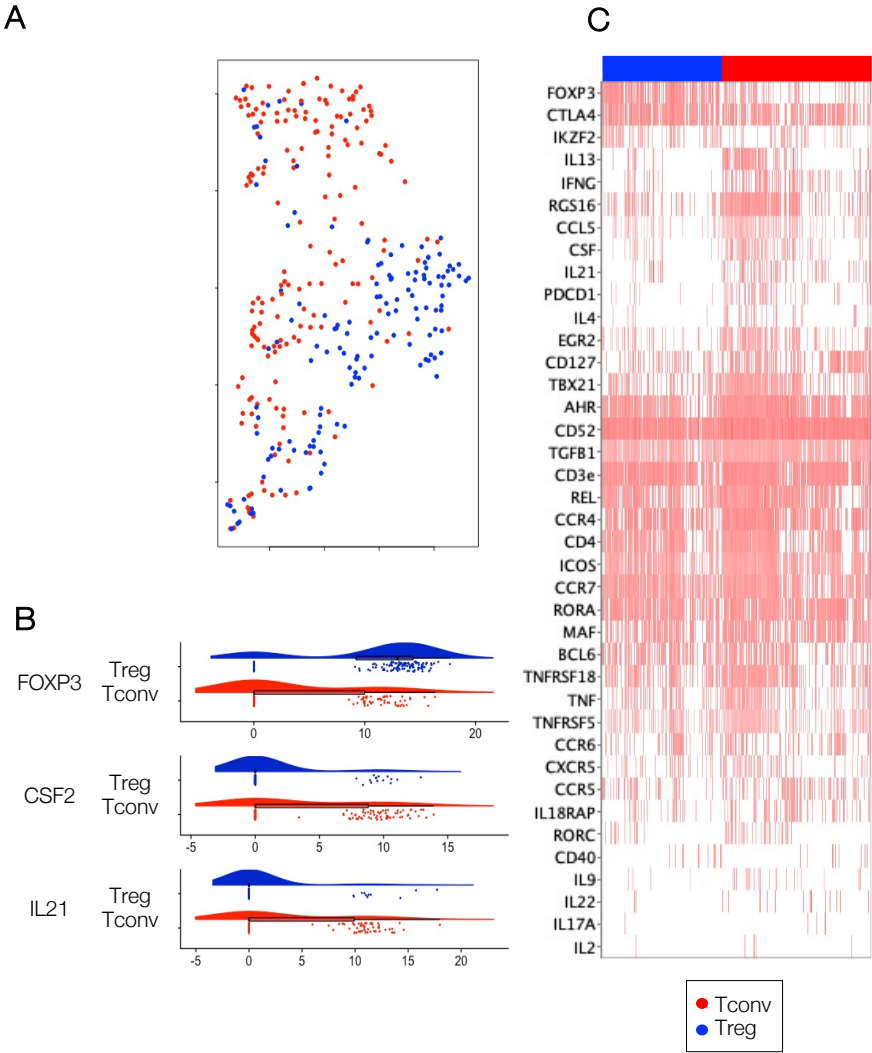 A
B
FOXP3
Treg
Tconv
0
10
20
CSF2
Treg
Tconv
-5
0
5
10
15
IL21
Treg
Tconv
-5
0
5
10
15
20
C
FOXP3
CTLA4
IKZF2
IL13
IFNG
RGS16
CCL5
CSF
IL21
PDCD1
IL4
EGR2
CD127
TBX21
AHR
CD52
TGFB1
CD3e
REL
CCR4
CD4
ICOS
CCR7
RORA
MAF
BCL6
TNFRSF18
TNF
TNFRSF5
CCR6
CXCR5
CCR5
IL18RAP
RORC
CD40
IL9
IL22
IL17A
IL2
Tconv
Treg